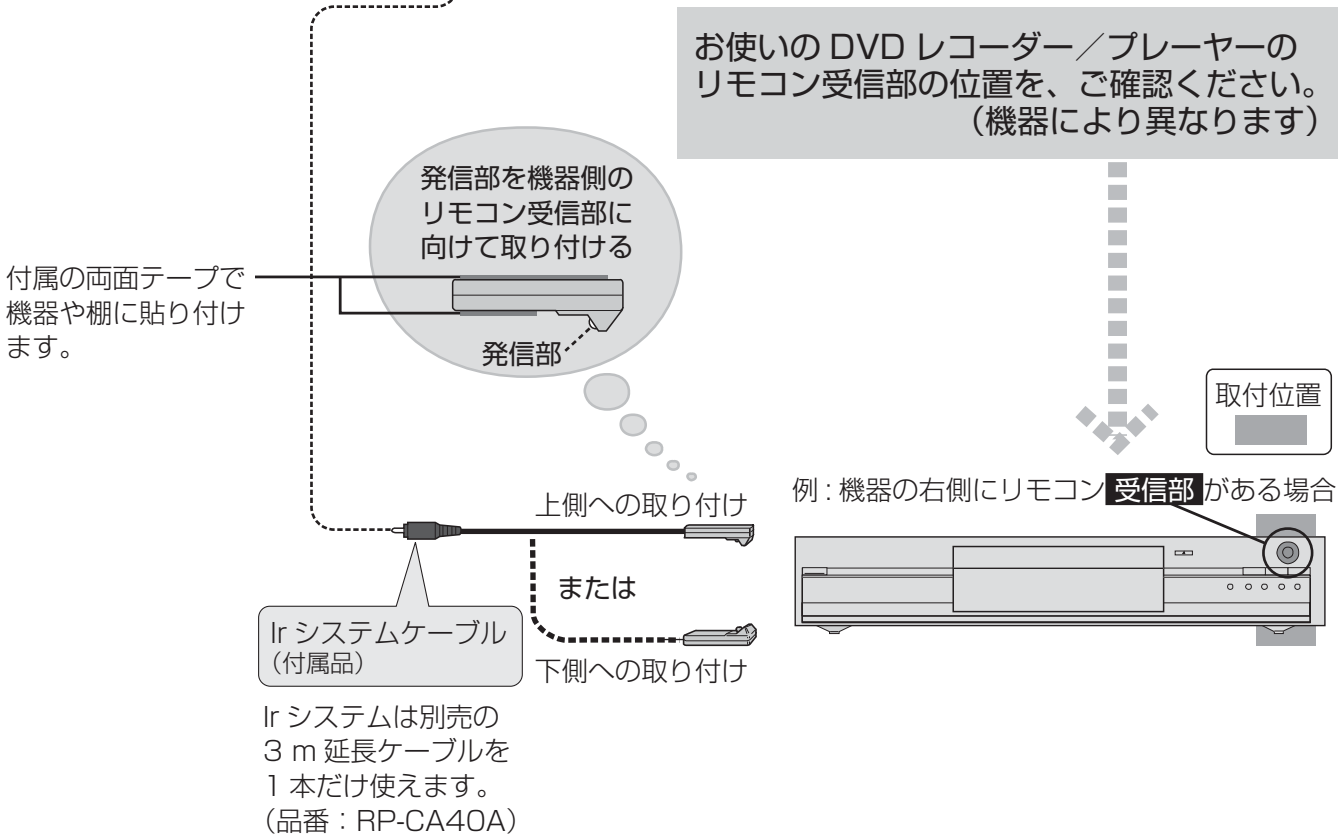 お使いの DVD レコーダー／プレーヤーの
リモコン受信部の位置を、ご確認ください。
（機器により異なります）
発信部を機器側の
リモコン受信部に
向けて取り付ける
発信部
付属の両面テープで
機器や棚に貼り付け
ます。
取付位置
例：機器の右側にリモコン 受信部 がある場合
上側への取り付け
または
下側への取り付け
Ir システムケーブル
（付属品）
Ir システムは別売の
3 m 延長ケーブルを
1 本だけ使えます。
（品番：RP-CA40A）